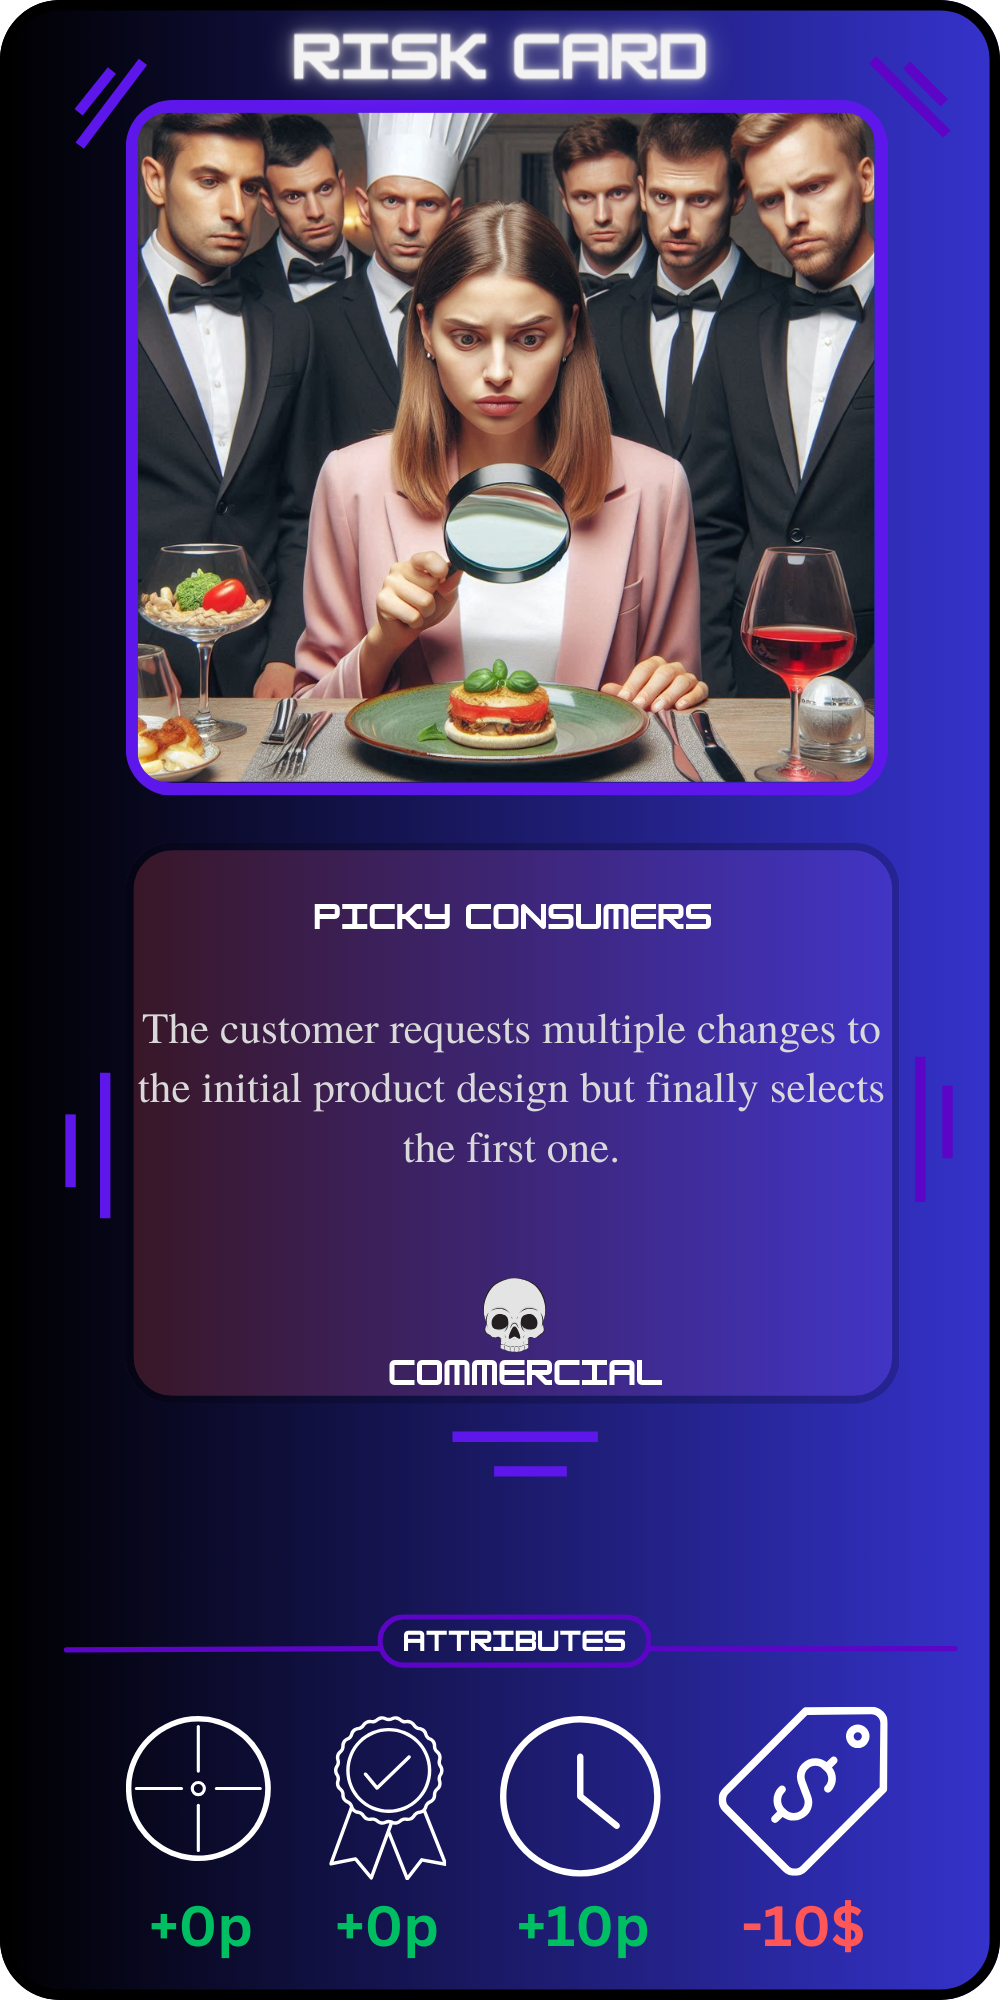 RISK CARD
PICKY CONSUMERS
The customer requests multiple changes to
the initial product design but finally selects
the first one.
COMMERCIAL
ATTRIBUTES
$
+0p +0p +10p -10$